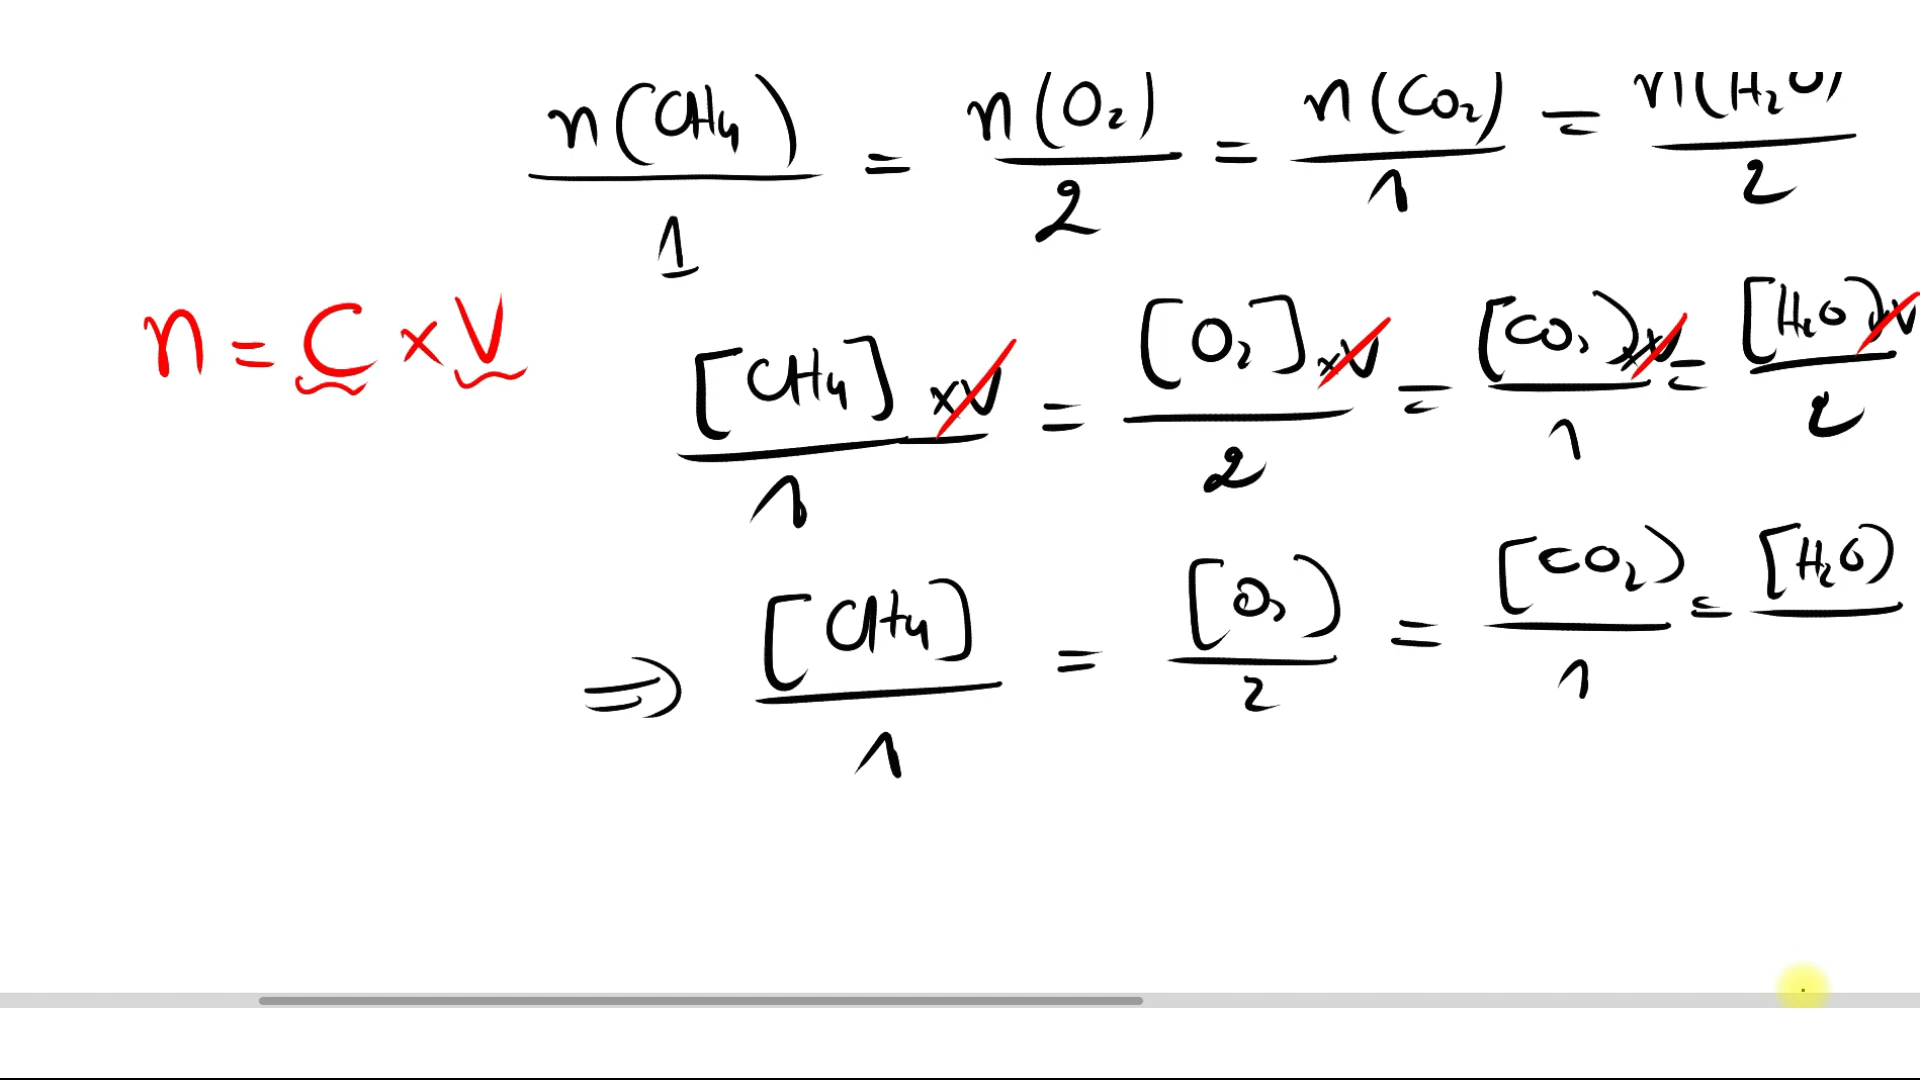 n(CH₄)/1 = n(O₂)/2 = n(CO₂)/1 = n(H₂O)/2
n = C × V
[CH₄] ×V/1 = [O₂] ×V/2 = [CO₂] ×V/1 = [H₂O] ×V/2
⇒ [CH₄]/1 = [O₂]/2 = [CO₂]/1 = [H₂O]/